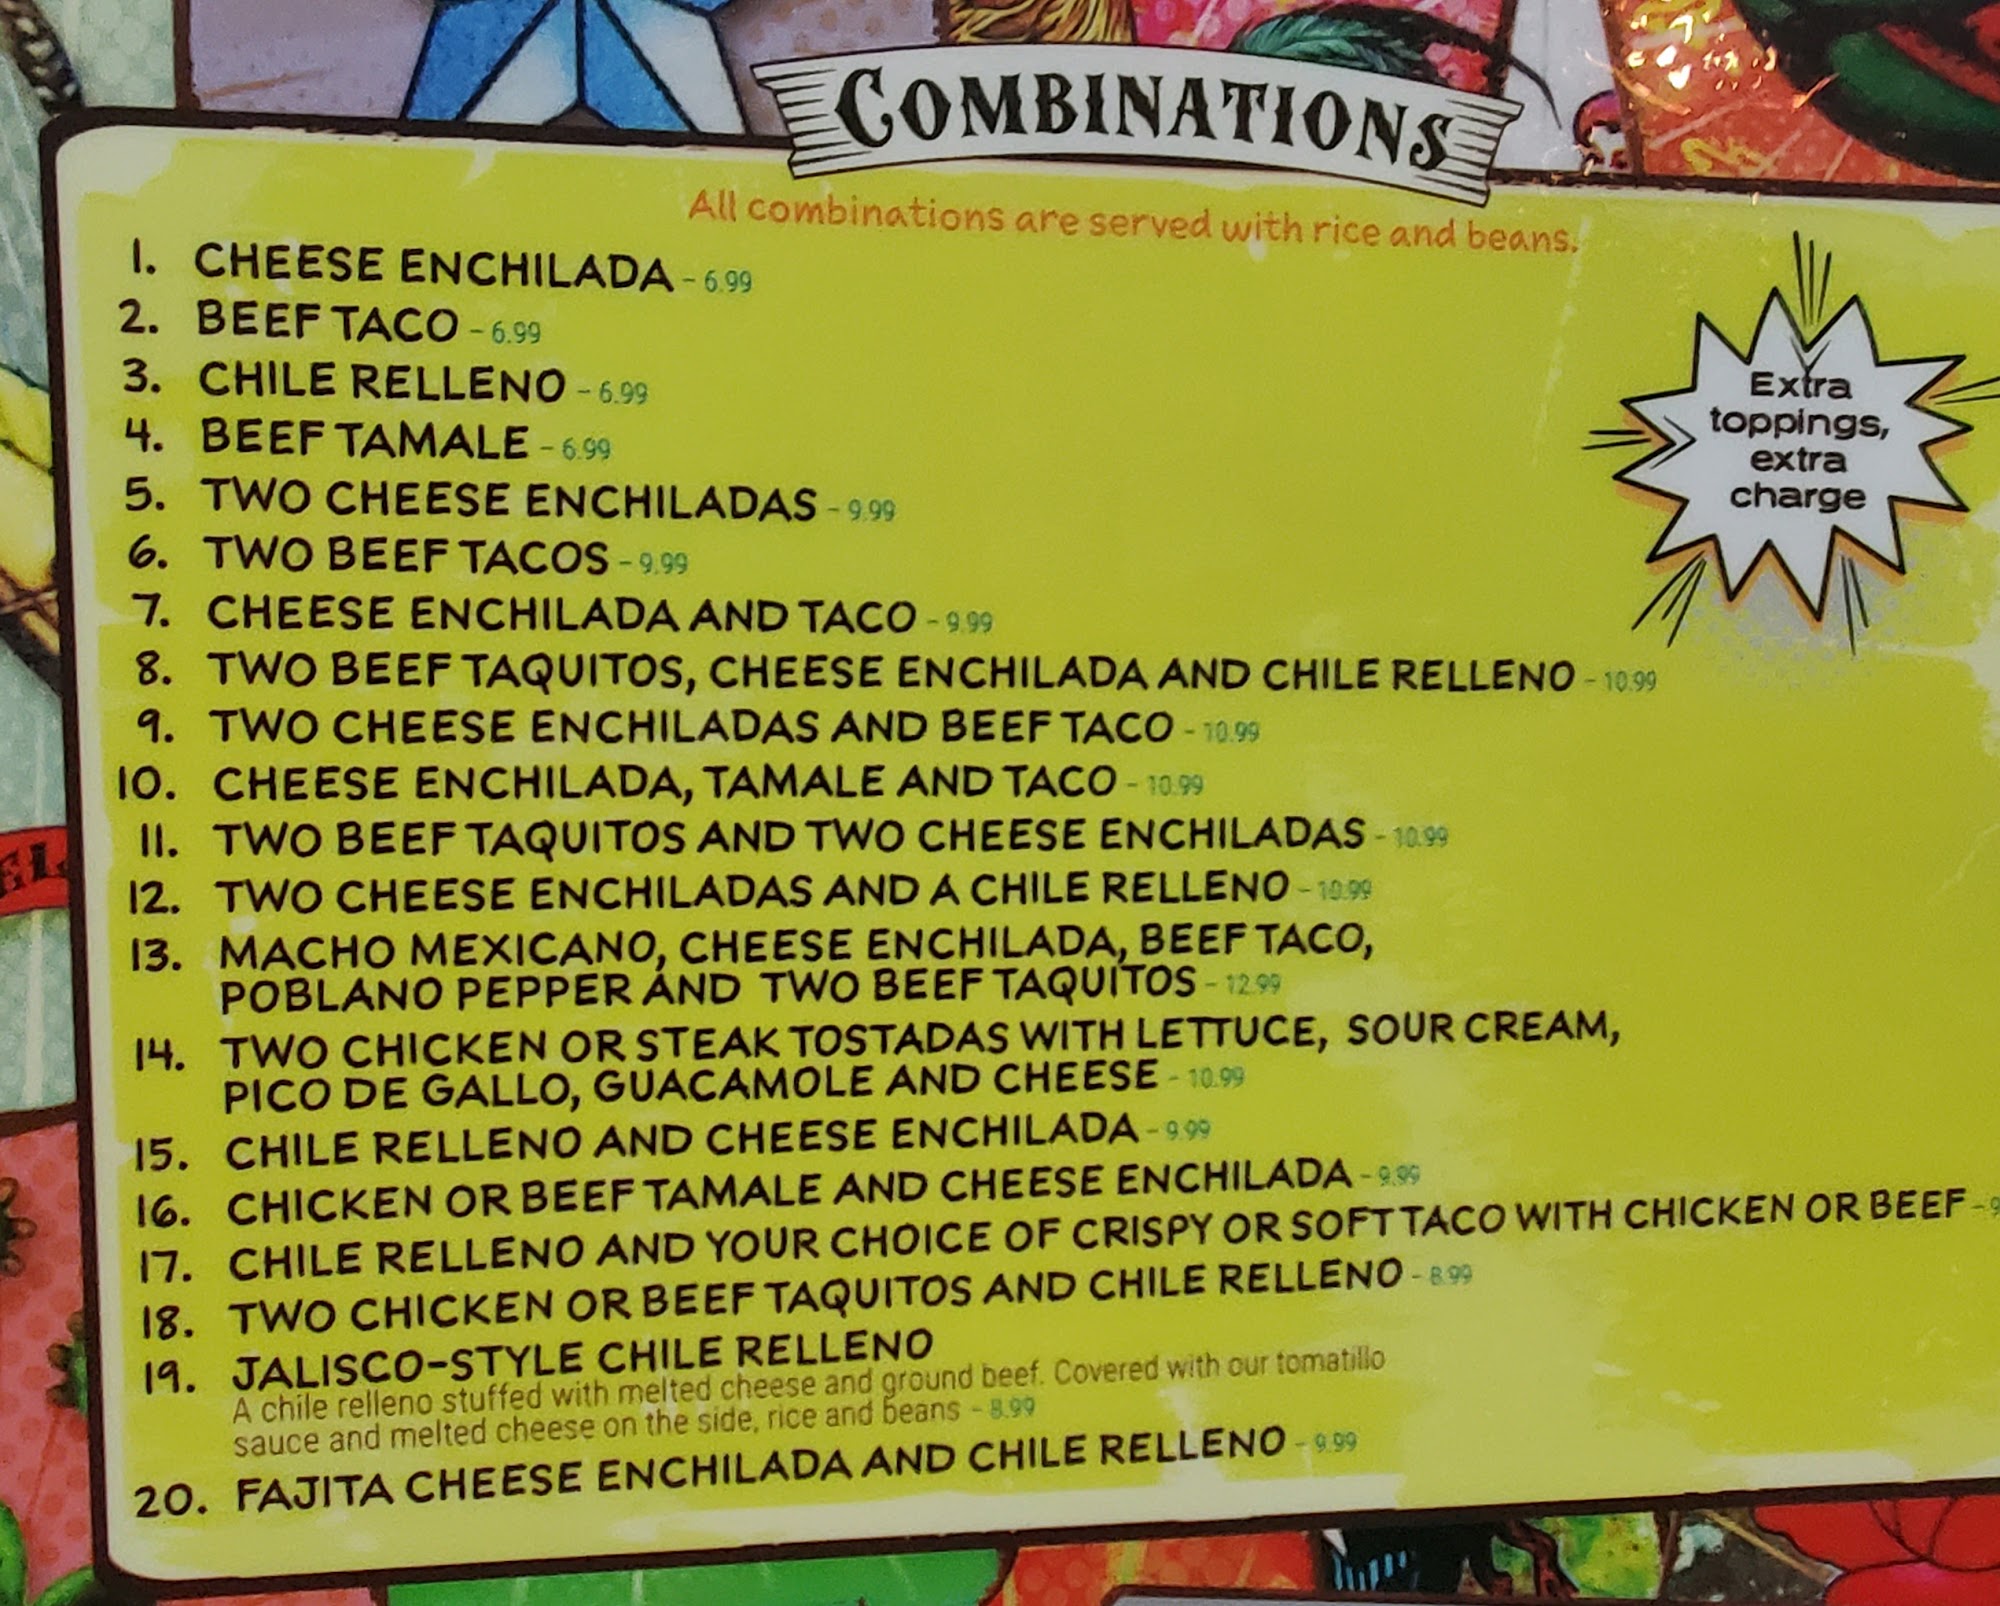 COMBINATIONS
All combinations are served with rice and beans.
1. CHEESE ENCHILADA - 6.99
2. BEEF TACO - 6.99
3. CHILE RELLENO - 6.99
4. BEEF TAMALE - 6.99
5. TWO CHEESE ENCHILADAS - 9.99
6. TWO BEEF TACOS - 9.99
7. CHEESE ENCHILADA AND TACO - 9.99
8. TWO BEEF TAQUITOS, CHEESE ENCHILADA AND CHILE RELLENO - 10.99
9. TWO CHEESE ENCHILADAS AND BEEF TACO - 10.99
10. CHEESE ENCHILADA, TAMALE AND TACO - 10.99
11. TWO BEEF TAQUITOS AND TWO CHEESE ENCHILADAS - 10.99
12. TWO CHEESE ENCHILADAS AND A CHILE RELLENO - 10.99
13. MACHO MEXICANO, CHEESE ENCHILADA, BEEF TACO,
POBLANO PEPPER AND TWO BEEF TAQUITOS - 12.99
14. TWO CHICKEN OR STEAK TOSTADAS WITH LETTUCE, SOUR CREAM,
PICO DE GALLO, GUACAMOLE AND CHEESE - 10.99
15. CHILE RELLENO AND CHEESE ENCHILADA - 9.99
16. CHICKEN OR BEEF TAMALE AND CHEESE ENCHILADA - 9.99
17. CHILE RELLENO AND YOUR CHOICE OF CRISPY OR SOFT TACO WITH CHICKEN OR BEEF - 9
18. TWO CHICKEN OR BEEF TAQUITOS AND CHILE RELLENO - 8.99
19. JALISCO-STYLE CHILE RELLENO
A chile relleno stuffed with melted cheese and ground beef. Covered with our tomatillo
sauce and melted cheese on the side, rice and beans - 8.99
20. FAJITA CHEESE ENCHILADA AND CHILE RELLENO - 9.99
Extra
toppings,
extra
charge